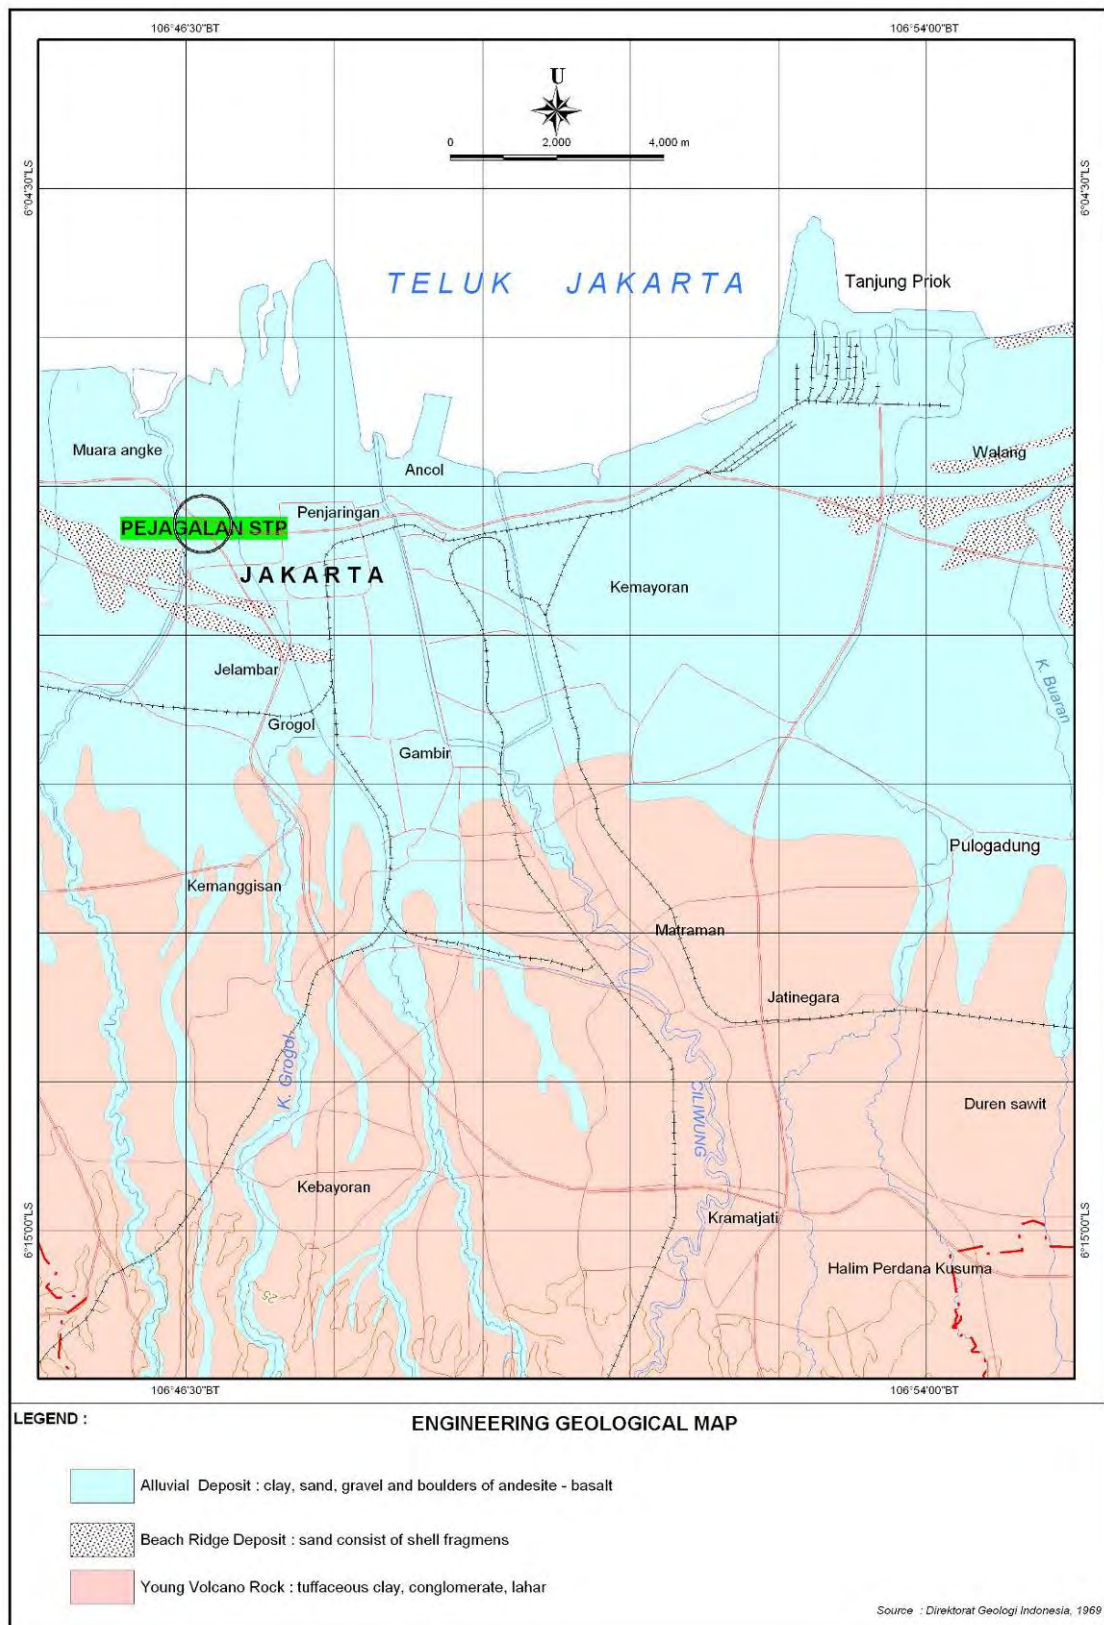 106°46'30"BT
106°54'00"BT
U
0 2,000 4,000 m
6°04'30"LS
6°04'30"LS
TELUK JAKARTA
Tanjung Priok
Muara angke
Ancol
Walang
Penjaringan
PEJAGALAN STP
JAKARTA
Kemayoran
Jelambar
K. Buaran
Grogol
Gambir
Pulogadung
Kemanggisan
Matraman
Jatinegara
K. Grogol
CILIWUNG
Duren sawit
Kebayoran
Kramatjati
6°15'00"LS
6°15'00"LS
Halim Perdana Kusuma
25
106°46'30"BT
106°54'00"BT
LEGEND :
ENGINEERING GEOLOGICAL MAP
Alluvial Deposit : clay, sand, gravel and boulders of andesite - basalt
Beach Ridge Deposit : sand consist of shell fragmens
Young Volcano Rock : tuffaceous clay, conglomerate, lahar
Source : Direktorat Geologi Indonesia, 1969